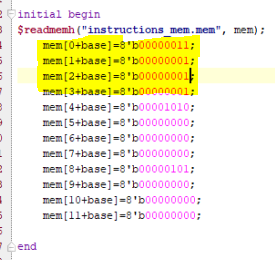 initial begin
$readmemh("instructions_mem.mem", mem);
mem[0+base]=8'b00000011;
mem[1+base]=8'b00000001;
mem[2+base]=8'b00000001;
mem[3+base]=8'b00000001;
mem[4+base]=8'b00001010;
mem[5+base]=8'b00000000;
mem[6+base]=8'b00000000;
mem[7+base]=8'b00000000;
mem[8+base]=8'b00000101;
mem[9+base]=8'b00000000;
mem[10+base]=8'b00000000;
mem[11+base]=8'b00000000;
end